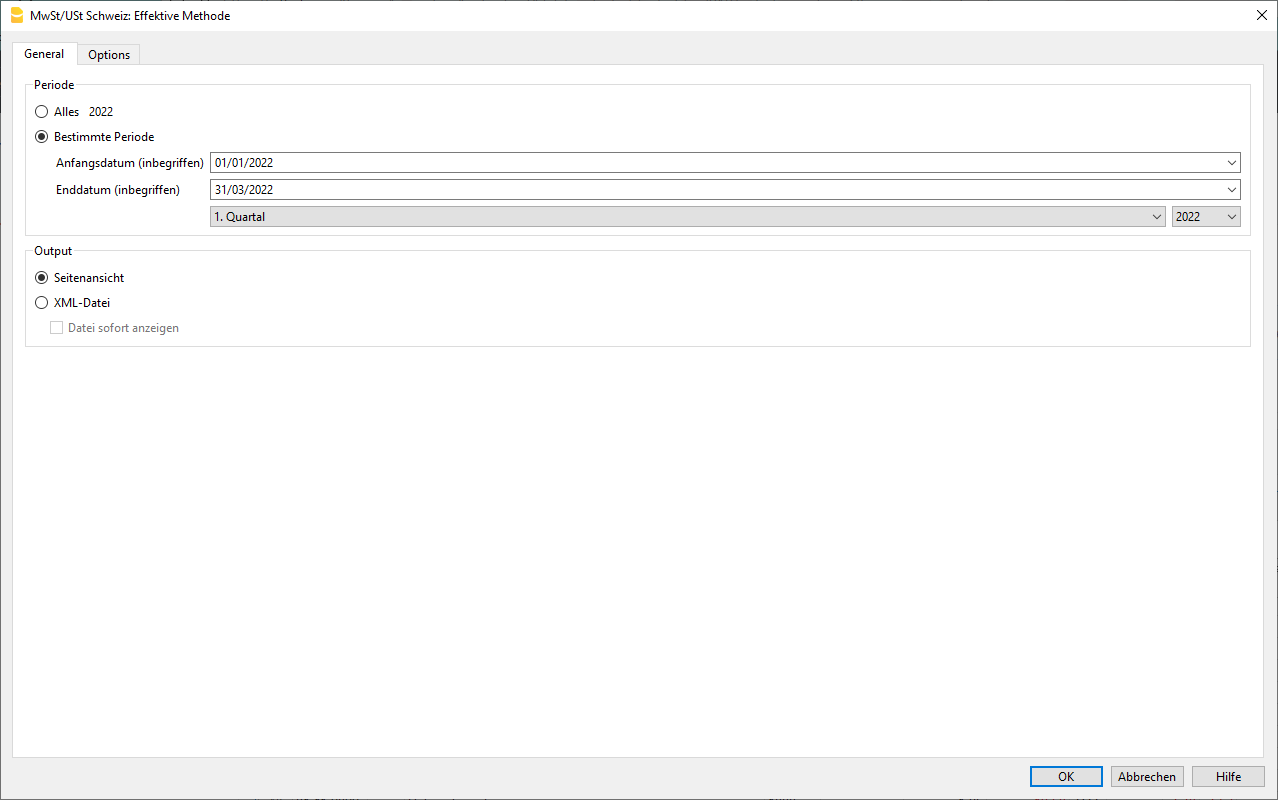 MwSt/USt Schweiz: Effektive Methode
General Options
Periode
Alles 2022
Bestimmte Periode
Anfangsdatum (inbegriffen) 01/01/2022
Enddatum (inbegriffen) 31/03/2022
1. Quartal 2022
Output
Seitenansicht
XML-Datei
Datei sofort anzeigen
OK Abbrechen Hilfe